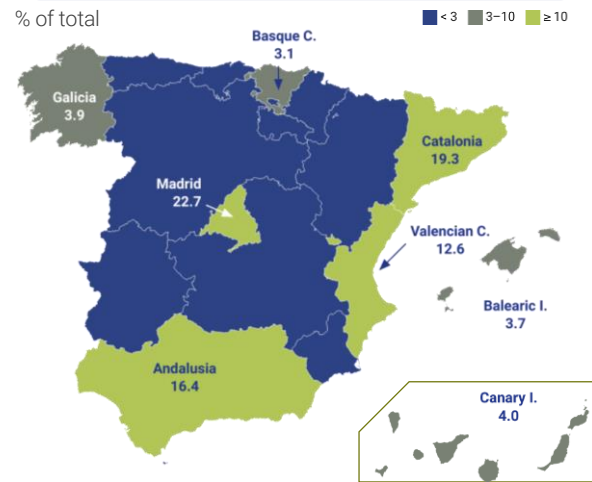 % of total
< 3
3–10
≥ 10
Basque C.
3.1
Galicia
3.9
Catalonia
19.3
Madrid
22.7
Valencian C.
12.6
Balearic I.
3.7
Andalusia
16.4
Canary I.
4.0